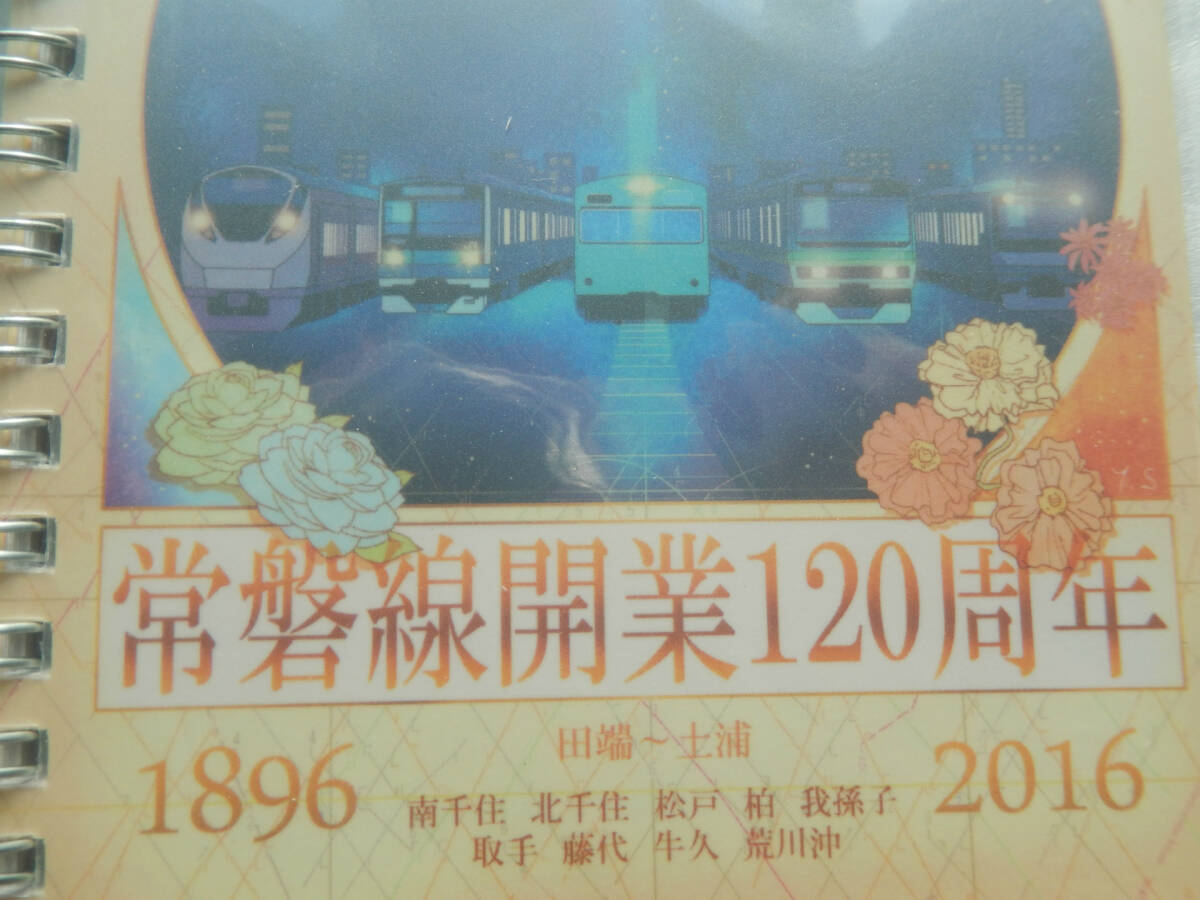 Y.S
常磐線開業120周年
1896
田端～土浦
2016
南千住 北千住 松戸 柏 我孫子
取手 藤代 牛久 荒川沖